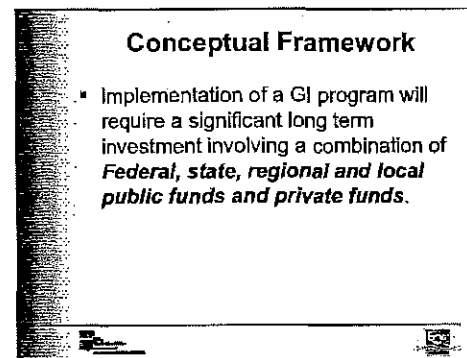 Conceptual Framework
▪ Implementation of a GI program will
require a significant long term
investment involving a combination of
Federal, state, regional and local
public funds and private funds.